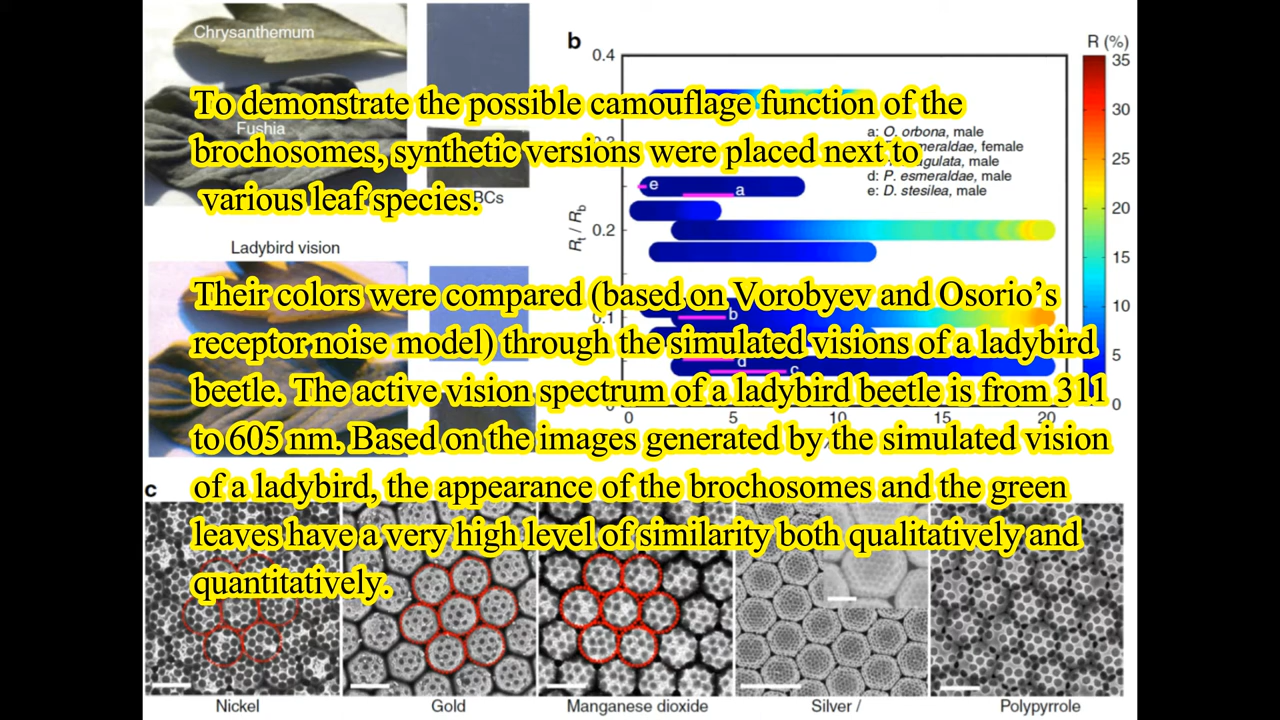 Chrysanthemum
Fushia
BCs
Ladybird vision
To demonstrate the possible camouflage function of the
brochosomes, synthetic versions were placed next to
various leaf species.
Their colors were compared (based on Vorobyev and Osorio’s
receptor noise model) through the simulated visions of a ladybird
beetle. The active vision spectrum of a ladybird beetle is from 311
to 605 nm. Based on the images generated by the simulated vision
of a ladybird, the appearance of the brochosomes and the green
leaves have a very high level of similarity both qualitatively and
quantitatively.
b
R (%)
0.4
0.2
0.1
Rt / Rb
a: O. orbona, male
female
male
d: P. esmeraldae, male
e: D. stesilea, male
e
a
b
d
c
0
5
10
15
20
35
30
25
20
15
10
5
0
c
Nickel
Gold
Manganese dioxide
Silver /
Polypyrrole